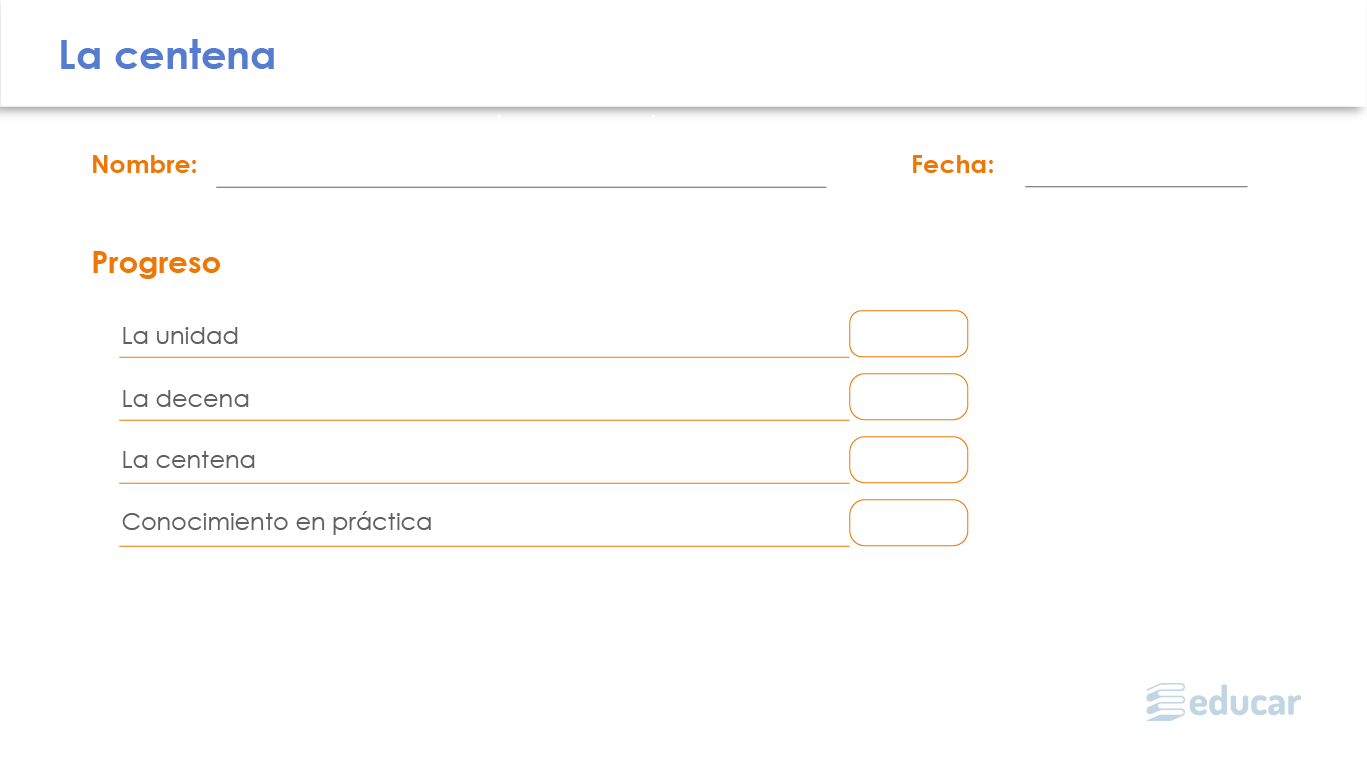 La centena
Nombre: Fecha:
Progreso
La unidad
La decena
La centena
Conocimiento en práctica
educar